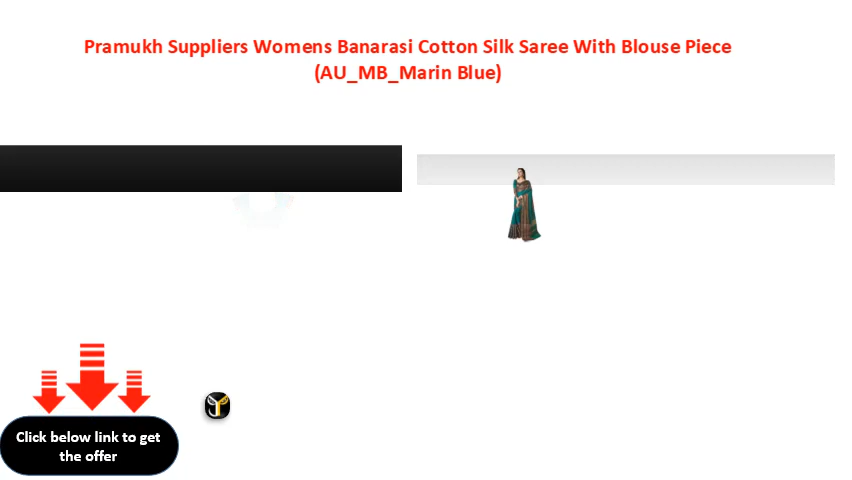 Pramukh Suppliers Womens Banarasi Cotton Silk Saree With Blouse Piece
(AU_MB_Marin Blue)
Click below link to get
the offer